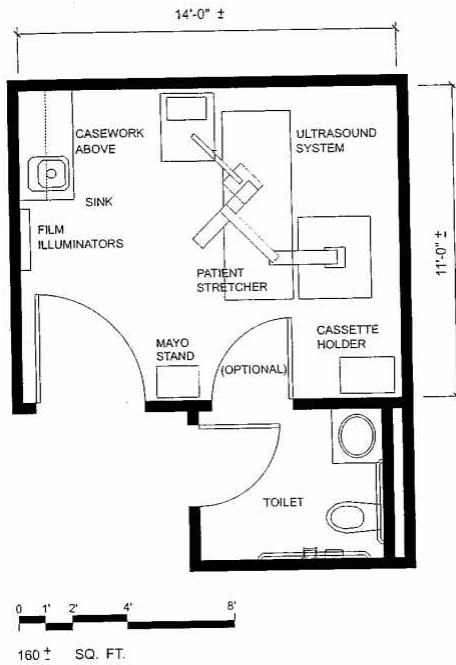 14'-0" ±
CASEWORK
ABOVE
ULTRASOUND
SYSTEM
SINK
FILM
ILLUMINATORS
11'-0" ±
PATIENT
STRETCHER
MAYO
STAND
(OPTIONAL)
CASSETTE
HOLDER
TOILET
0 1' 2' 4' 8'
160 ± SQ. FT.